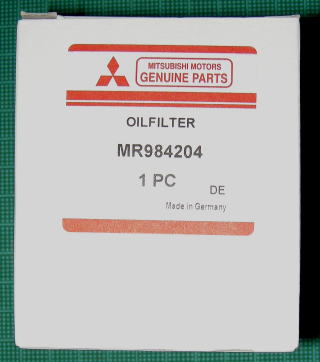 MITSUBISHI MOTORS
GENUINE PARTS
OILFILTER
MR984204
1 PC
DE
Made in Germany